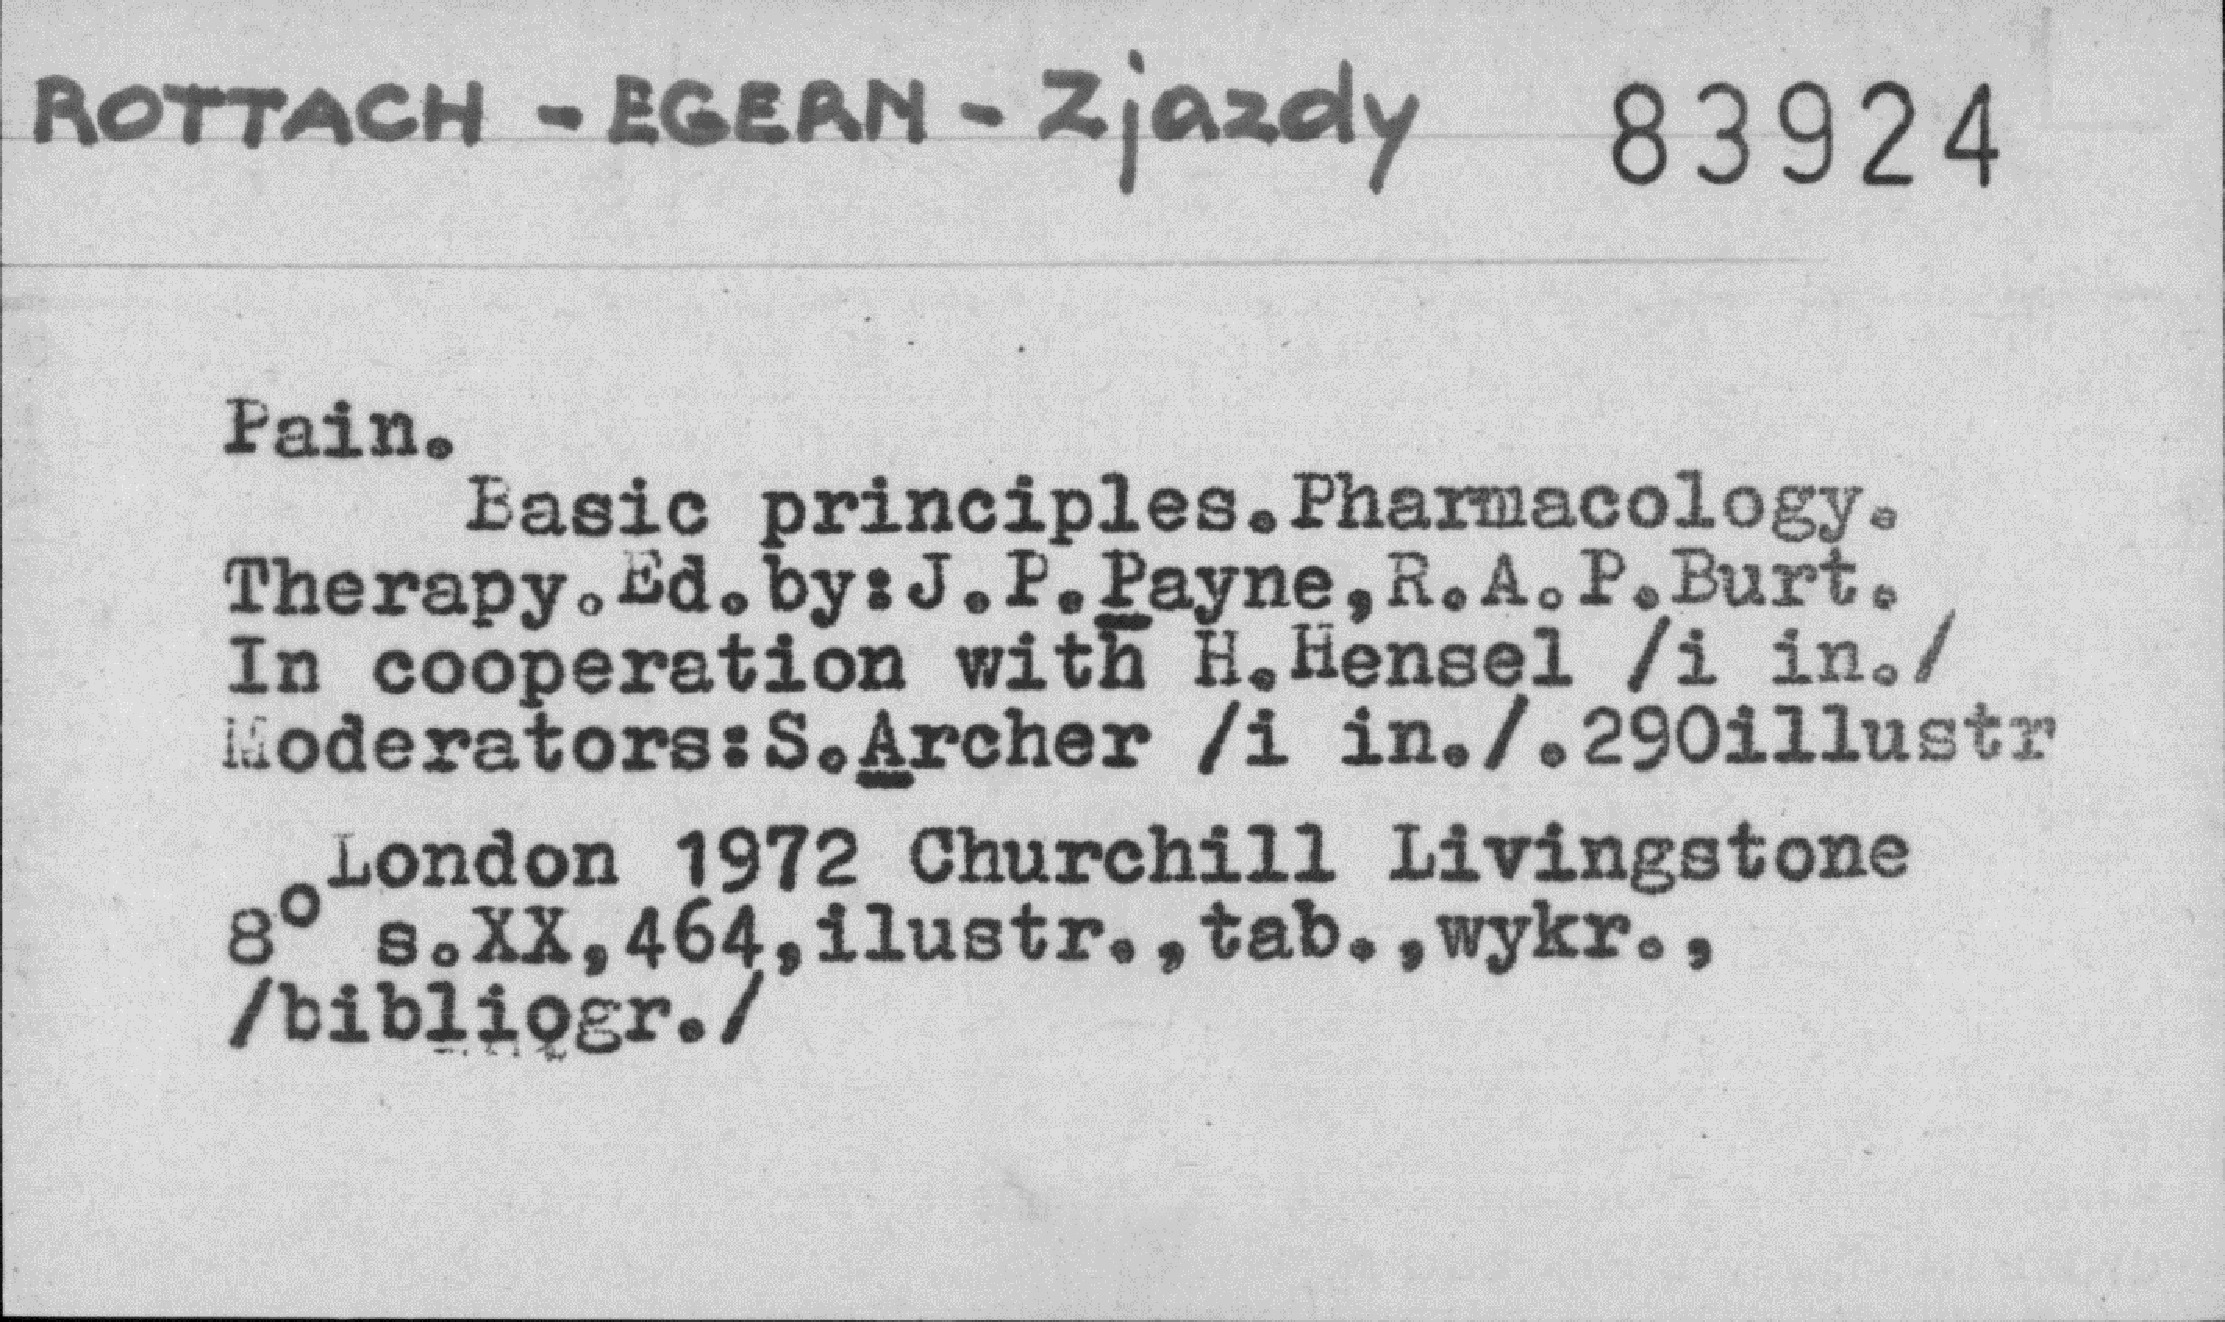 ROTTACH - EGERN - Zjazdy 83924
Pain.
Basic principles.Pharmacology.
Therapy.Ed.by:J.P.Payne,R.A.P.Burt.
In cooperation with H.Hensel /i in./
Moderators:S.Archer /i in./.290illustr
London 1972 Churchill Livingstone
8° s.XX,464,ilustr.,tab.,wykr.,
/bibliogr./